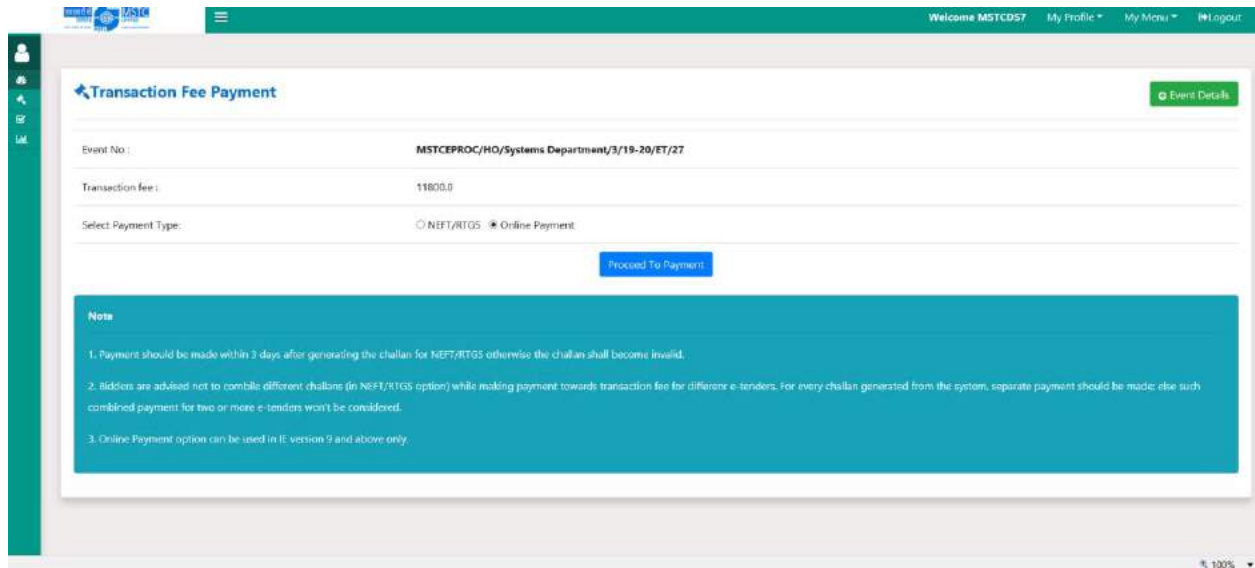 MSTC
Welcome MSTCDS7 My Profile My Menu Logout
Transaction Fee Payment
Event Details
Event No :
MSTCEPROC/HO/Systems Department/3/19-20/ET/27
Transaction fee :
11800.0
Select Payment Type:
NEFT/RTGS Online Payment
Proceed To Payment
Note
1. Payment should be made within 3 days after generating the challan for NEFT/RTGS otherwise the challan shall become invalid.
2. Bidders are advised not to combile different challans (in NEFT/RTGS option) while making payment towards transaction fee for different e-tenders. For every challan generated from the system, separate payment should be made; else such
combined payment for two or more e-tenders won't be considered.
3. Online Payment option can be used in IE version 9 and above only.
100%